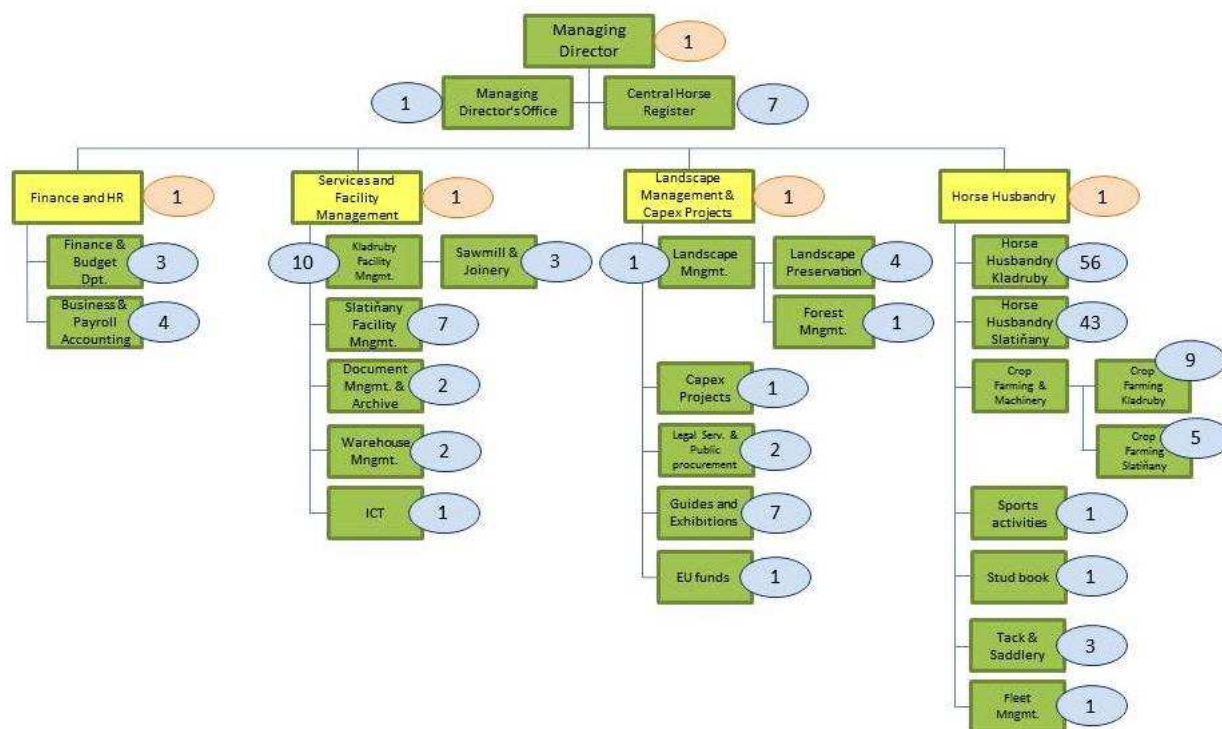 Managing
Director
1
1
Managing
Director's Office
Central Horse
Register
7
Finance and HR
1
Services and
Facility
Management
1
Landscape
Management &
Capex Projects
1
Horse Husbandry
1
Finance &
Budget
Dpt.
3
Business &
Payroll
Accounting
4
10
Kladruby
Facility
Mngmt.
Sawmill &
Joinery
3
Slatiňany
Facility
Mngmt.
7
Document
Mngmt. &
Archive
2
Warehouse
Mngmt.
2
ICT
1
1
Landscape
Mngmt.
Landscape
Preservation
4
Forest
Mngmt.
1
Capex
Projects
1
Legal Serv. &
Public
procurement
2
Guides and
Exhibitions
7
EU funds
1
Horse
Husbandry
Kladruby
56
Horse
Husbandry
Slatiňany
43
Crop
Farming &
Machinery
Crop
Farming
Kladruby
9
Crop
Farming
Slatiňany
5
Sports
activities
1
Stud book
1
Tack &
Saddlery
3
Fleet
Mngmt.
1